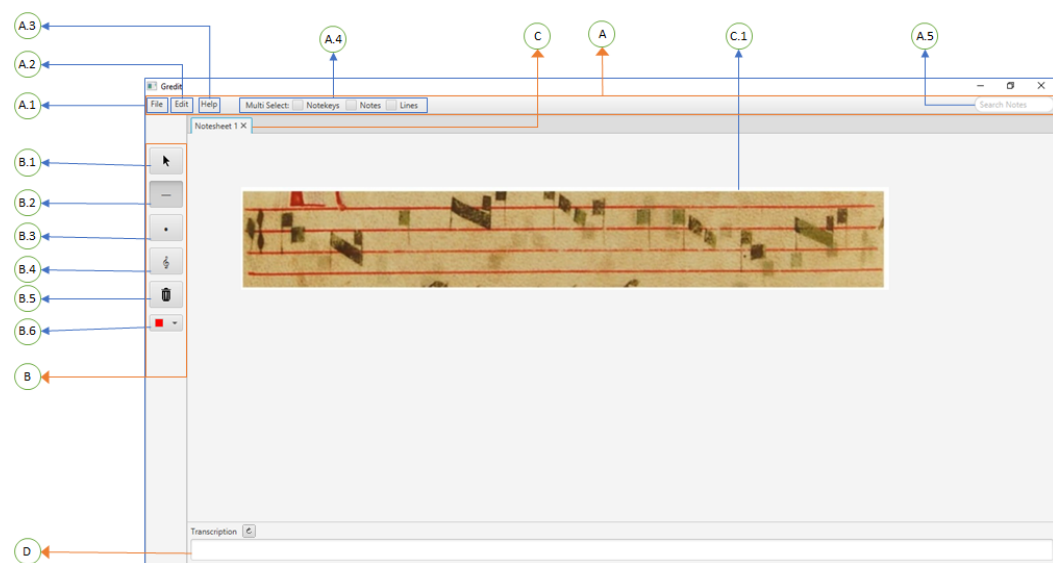 A.3
A.4
C
A
C.1
A.5
A.2
Gredit
A.1
File Edit Help Multi Select: Notekeys Notes Lines Search Notes
Notesheet 1
B.1
B.2
B.3
B.4
B.5
B.6
B
Transcription
D